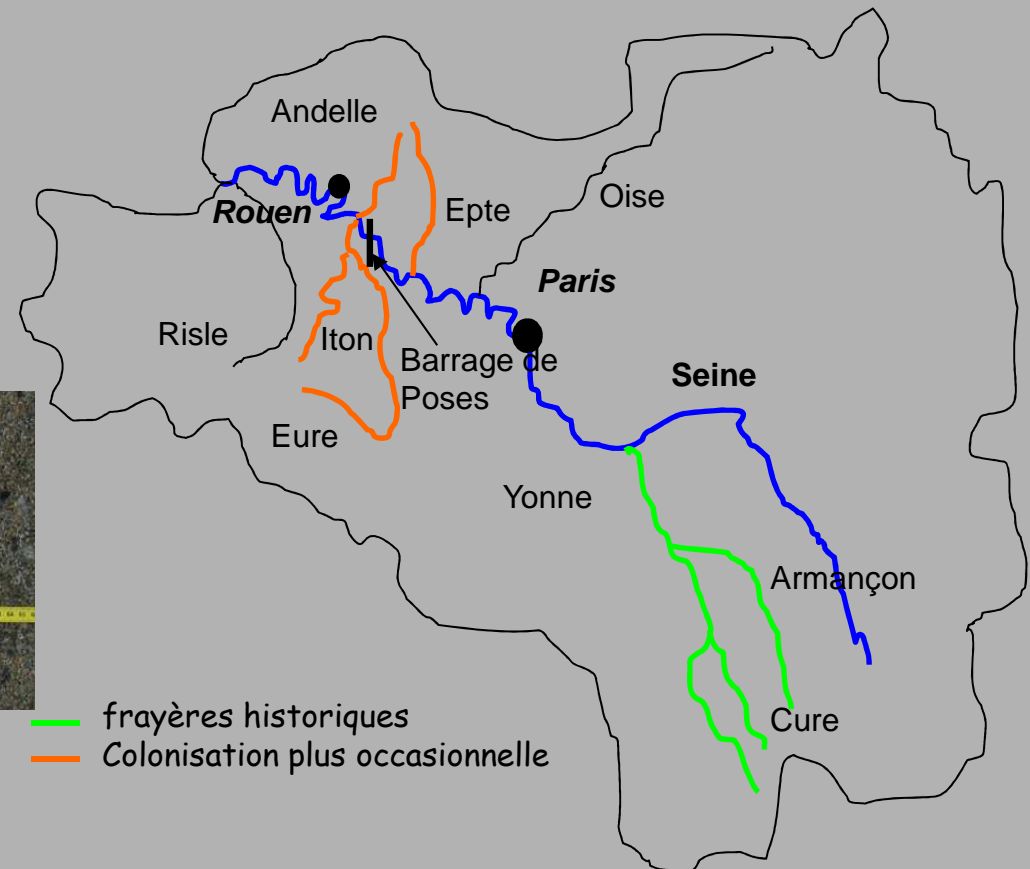 Andelle
Oise
Epte
Rouen
Paris
Risle
Iton
Barrage de
Poses
Seine
Eure
Yonne
Armançon
frayères historiques
Cure
Colonisation plus occasionnelle